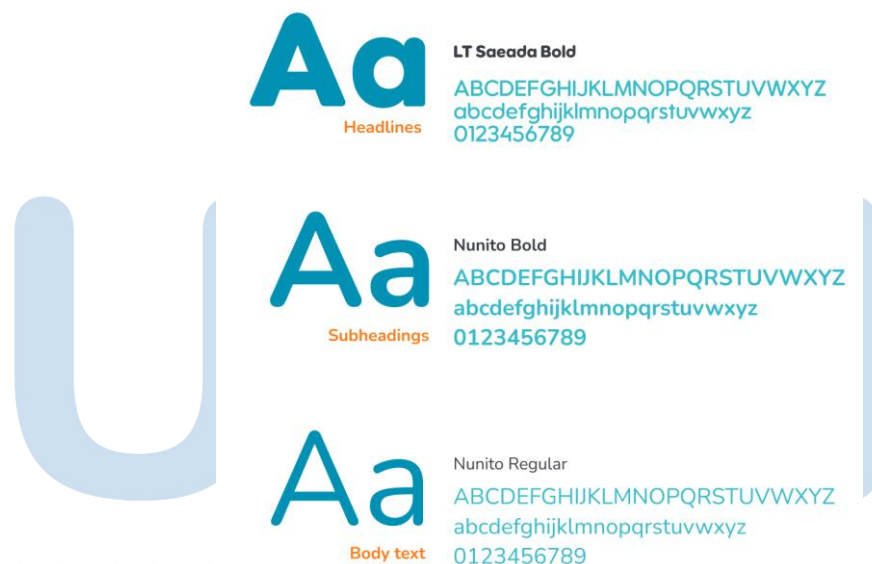 Aa
Headlines
LT Saeada Bold
ABCDEFGHIJKLMNOPQRSTUVWXYZ
abcdefghijklmnopqrstuvwxyz
0123456789
Aa
Subheadings
Nunito Bold
ABCDEFGHIJKLMNOPQRSTUVWXYZ
abcdefghijklmnopqrstuvwxyz
0123456789
Aa
Body text
Nunito Regular
ABCDEFGHIJKLMNOPQRSTUVWXYZ
abcdefghijklmnopqrstuvwxyz
0123456789